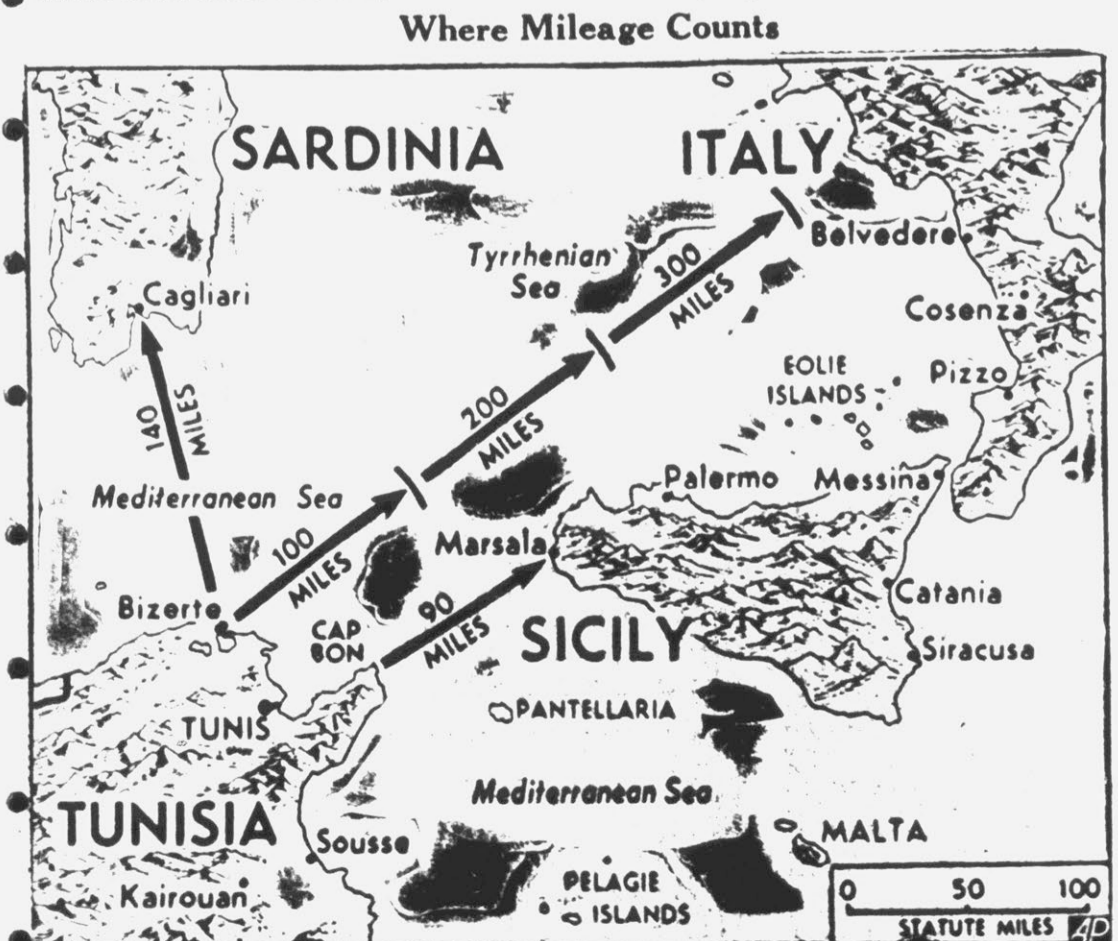 Where Mileage Counts
SARDINIA
ITALY
Tyrrhenian
Sea
Belvedere
300
MILES
Cagliari
Cosenza
EOLIE
ISLANDS
Pizzo
140
MILES
200
MILES
Mediterranean Sea
Palermo
Messina
100
MILES
Marsala
Bizerte
90
MILES
Catania
CAP
BON
SICILY
Siracusa
TUNIS
PANTELLARIA
Mediterranean Sea
TUNISIA
Sousse
MALTA
Kairouan
PELAGIE
ISLANDS
0 50 100
STATUTE MILES AP